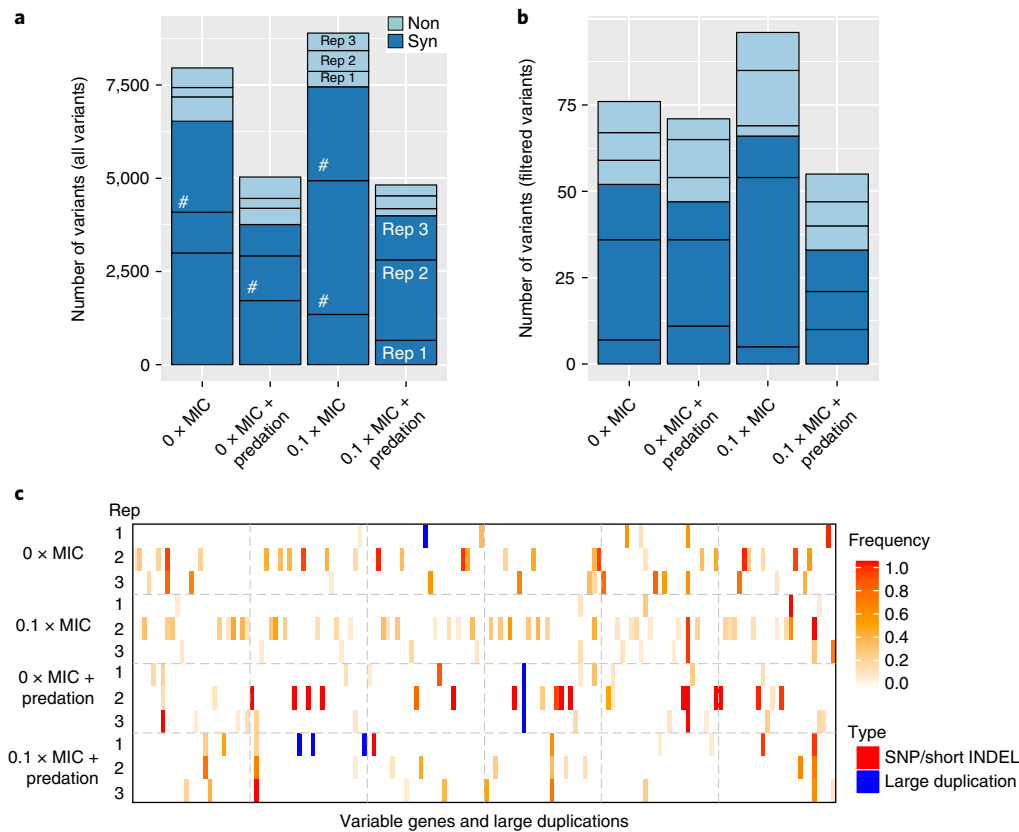 a
Non
Syn
Number of variants (all variants)
7,500
5,000
2,500
0
Rep 3
Rep 2
Rep 1
#
#
#
#
Rep 3
Rep 2
Rep 1
0 × MIC
0 × MIC +
predation
0.1 × MIC
0.1 × MIC +
predation
b
Number of variants (filtered variants)
75
50
25
0
0 × MIC
0 × MIC +
predation
0.1 × MIC
0.1 × MIC +
predation
c
Rep
0 × MIC
1
2
3
0.1 × MIC
1
2
3
0 × MIC +
predation
1
2
3
0.1 × MIC +
predation
1
2
3
Variable genes and large duplications
Frequency
1.0
0.8
0.6
0.4
0.2
0.0
Type
SNP/short INDEL
Large duplication